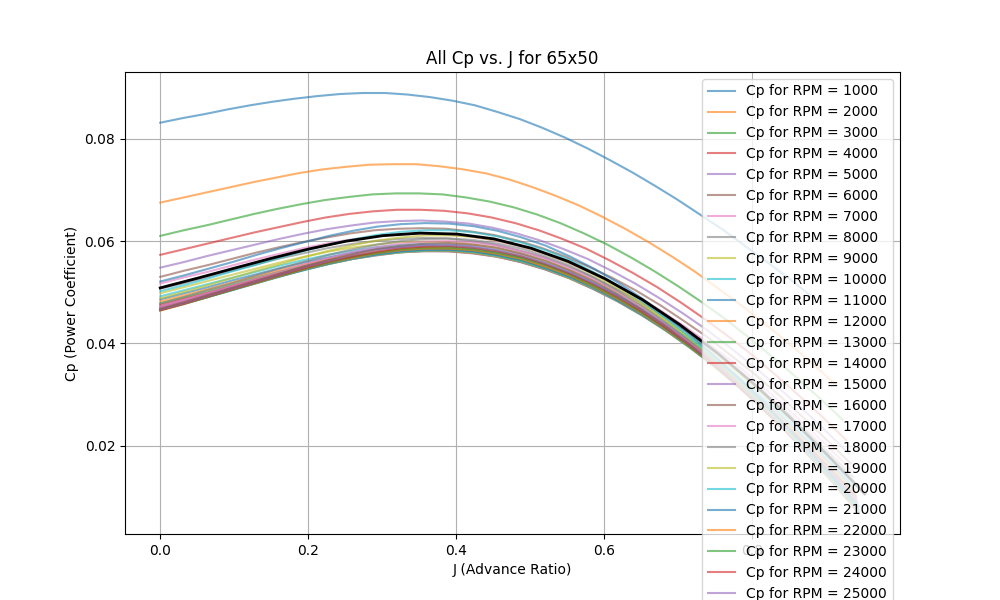 All Cp vs. J for 65x50
Cp (Power Coefficient)
0.08
0.06
0.04
0.02
0.0
0.2
0.4
0.6
J (Advance Ratio)
Cp for RPM = 1000
Cp for RPM = 2000
Cp for RPM = 3000
Cp for RPM = 4000
Cp for RPM = 5000
Cp for RPM = 6000
Cp for RPM = 7000
Cp for RPM = 8000
Cp for RPM = 9000
Cp for RPM = 10000
Cp for RPM = 11000
Cp for RPM = 12000
Cp for RPM = 13000
Cp for RPM = 14000
Cp for RPM = 15000
Cp for RPM = 16000
Cp for RPM = 17000
Cp for RPM = 18000
Cp for RPM = 19000
Cp for RPM = 20000
Cp for RPM = 21000
Cp for RPM = 22000
Cp for RPM = 23000
Cp for RPM = 24000
Cp for RPM = 25000